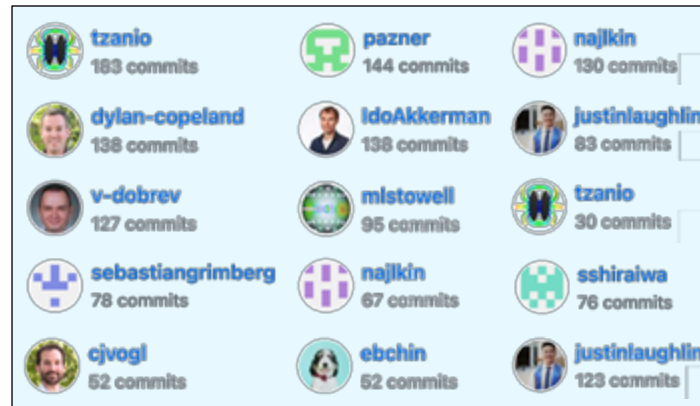 tzanio
183 commits
pazner
144 commits
najlkin
130 commits
dylan-copeland
138 commits
IdoAkkerman
138 commits
justinlaughlin
83 commits
v-dobrev
127 commits
mlstowell
95 commits
tzanio
30 commits
sebastiangrimberg
78 commits
najlkin
67 commits
sshiraiwa
76 commits
cjvogl
52 commits
ebchin
52 commits
justinlaughlin
123 commits